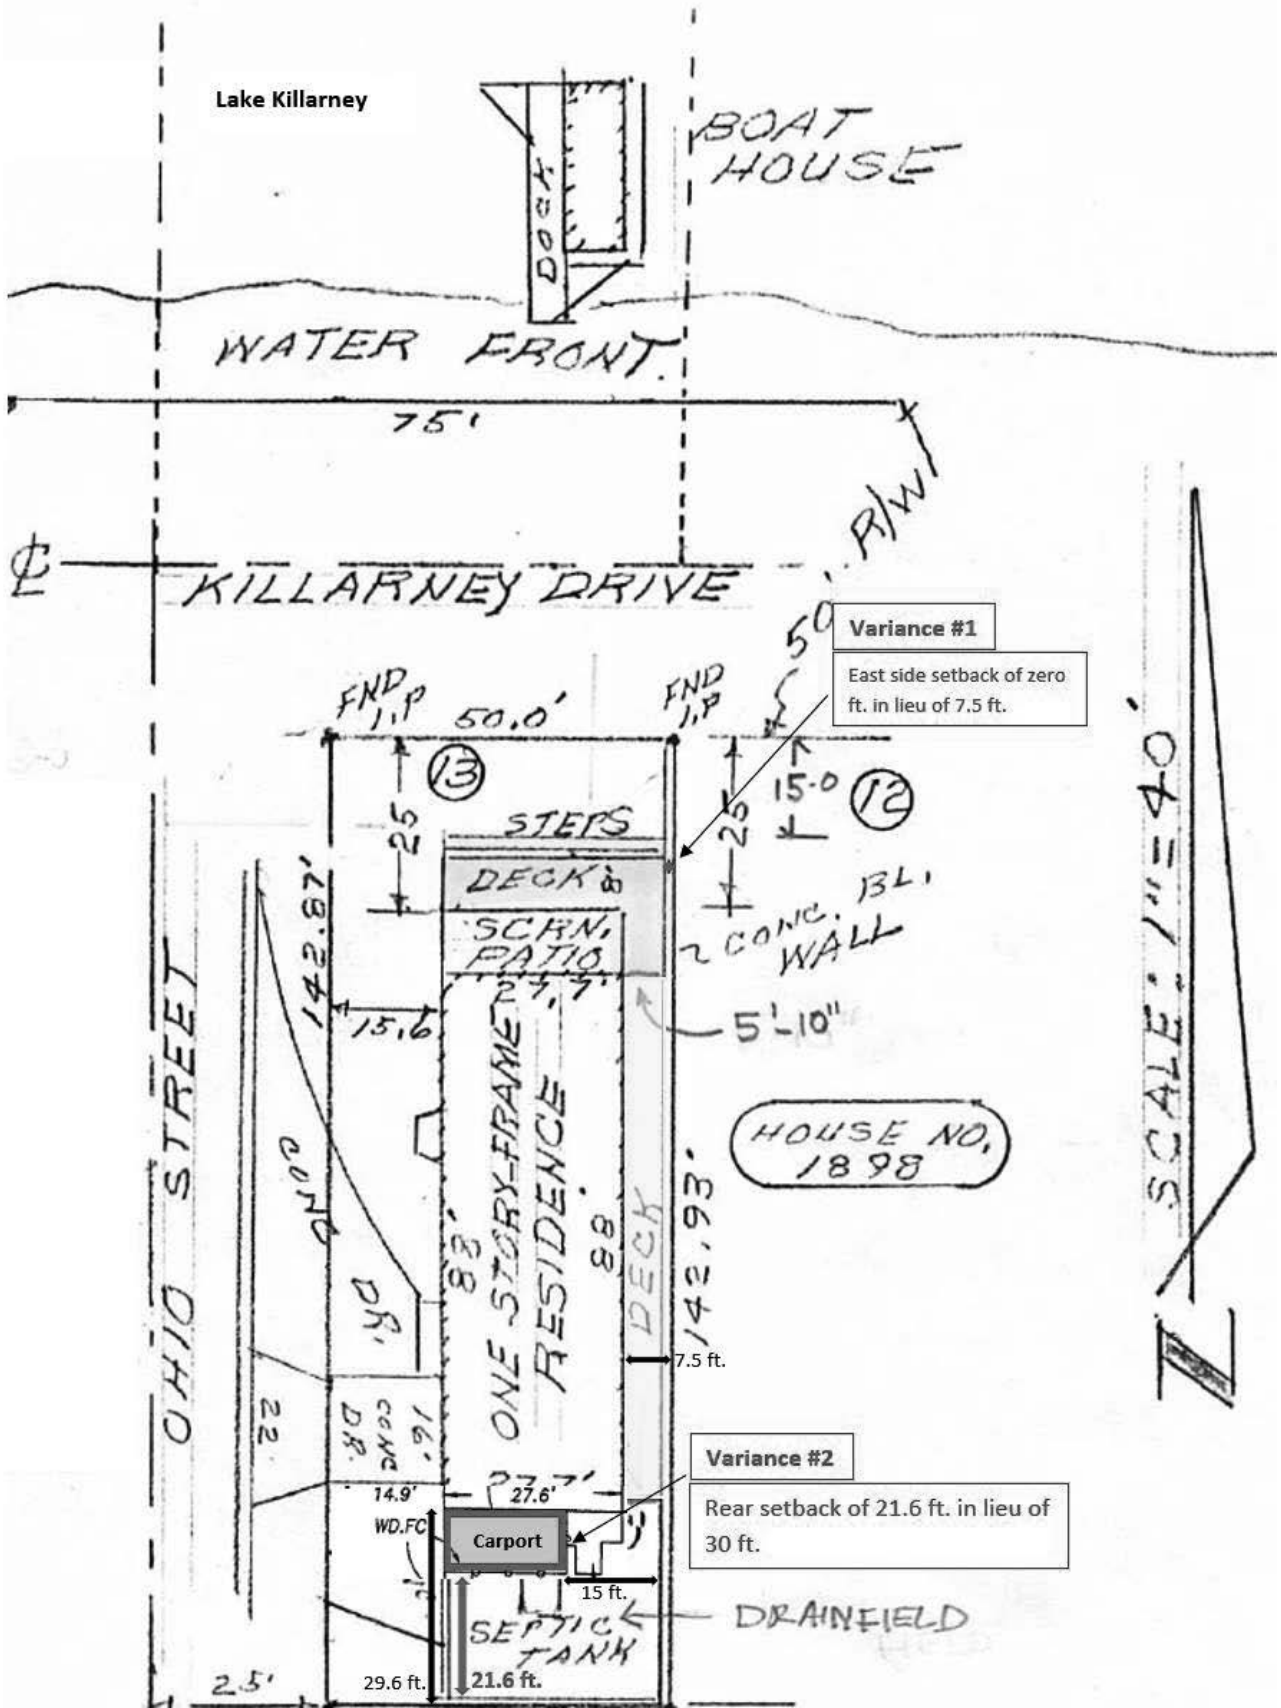 Lake Killarney
BOAT
HOUSE
DOCK
WATER FRONT.
75'
R/W
50'
℄
KILLARNEY DRIVE
Variance #1
East side setback of zero
ft. in lieu of 7.5 ft.
FND
I.P
50.0'
FND
I.P
13
25
STEPS
25
15.0
12
DECK 8
SCRN.
PATIO
CONC. BL.
WALL
27.7'
5'-10"
15.6
142.87'
OHIO STREET
CONC
DR.
ONE STORY-FRAME
RESIDENCE
88'
88'
DECK
142.93'
HOUSE NO.
1898
SCALE: 1"=40'
7.5 ft.
22
16'
CONC
DR.
27.7'
14.9'
27.6'
WD.FC
Carport
Variance #2
Rear setback of 21.6 ft. in lieu of
30 ft.
15 ft.
SEPTIC
TANK
DRAINFIELD
29.6 ft.
21.6 ft.
25'